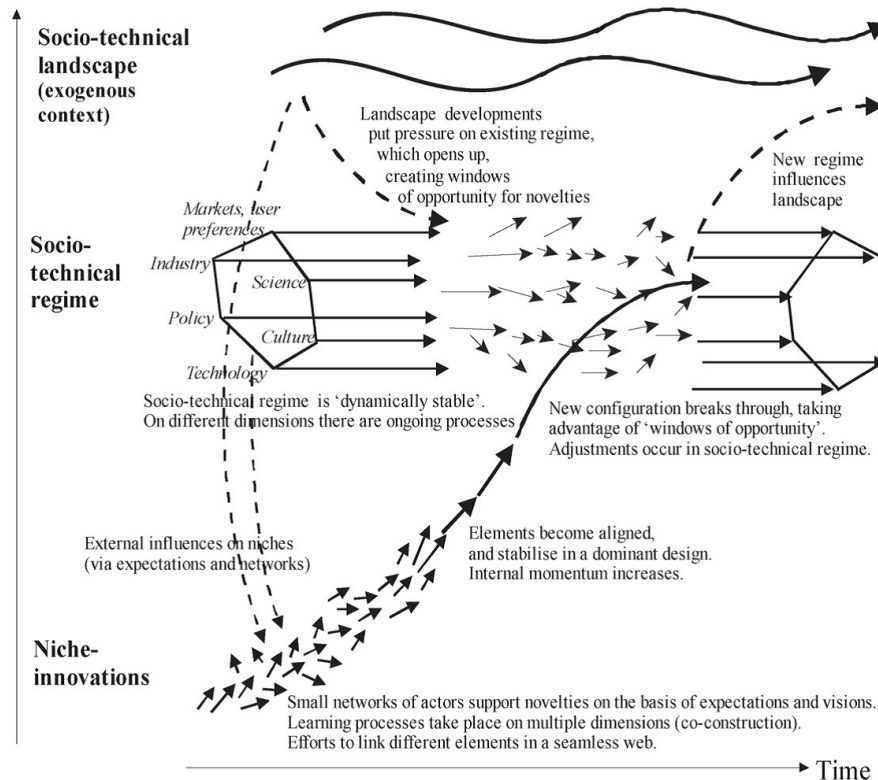 Socio-technical
landscape
(exogenous
context)
Landscape developments
put pressure on existing regime,
which opens up,
creating windows
of opportunity for novelties
New regime
influences
landscape
Markets, user
preferences
Industry
Science
Policy
Culture
Technology
Socio-
technical
regime
Socio-technical regime is ‘dynamically stable’.
On different dimensions there are ongoing processes
New configuration breaks through, taking
advantage of ‘windows of opportunity’.
Adjustments occur in socio-technical regime.
Elements become aligned,
and stabilise in a dominant design.
Internal momentum increases.
External influences on niches
(via expectations and networks)
Niche-
innovations
Small networks of actors support novelties on the basis of expectations and visions.
Learning processes take place on multiple dimensions (co-construction).
Efforts to link different elements in a seamless web.
Time